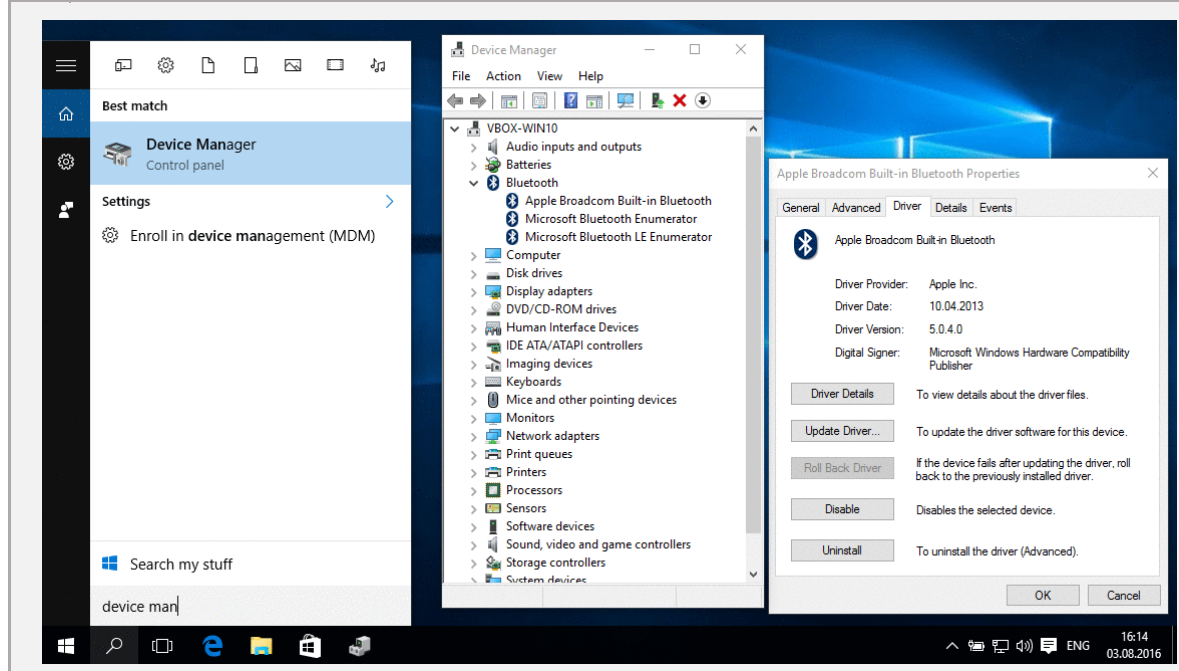 Best match
Device Manager
Control panel
Settings
Enroll in device management (MDM)
Search my stuff
device man
Device Manager
File Action View Help
VBOX-WIN10
Audio inputs and outputs
Batteries
Bluetooth
Apple Broadcom Built-in Bluetooth
Microsoft Bluetooth Enumerator
Microsoft Bluetooth LE Enumerator
Computer
Disk drives
Display adapters
DVD/CD-ROM drives
Human Interface Devices
IDE ATA/ATAPI controllers
Imaging devices
Keyboards
Mice and other pointing devices
Monitors
Network adapters
Print queues
Printers
Processors
Sensors
Software devices
Sound, video and game controllers
Storage controllers
System devices
Apple Broadcom Built-in Bluetooth Properties
General Advanced Driver Details Events
Apple Broadcom Built-in Bluetooth
Driver Provider: Apple Inc.
Driver Date: 10.04.2013
Driver Version: 5.0.4.0
Digital Signer: Microsoft Windows Hardware Compatibility
Publisher
Driver Details To view details about the driver files.
Update Driver... To update the driver software for this device.
Roll Back Driver If the device fails after updating the driver, roll
back to the previously installed driver.
Disable Disables the selected device.
Uninstall To uninstall the driver (Advanced).
OK Cancel
ENG 16:14
03.08.2016